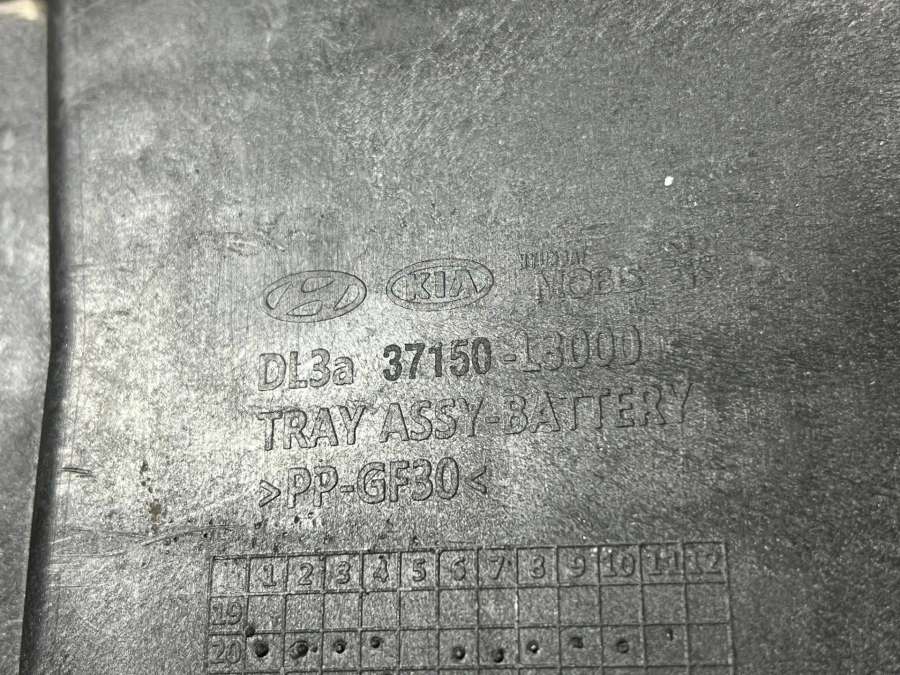 KIA MOBIS
DL3a 37150-L3000
TRAY ASSY-BATTERY
>PP-GF30<
1 2 3 4 5 6 7 8 9 10 11 12
19
20